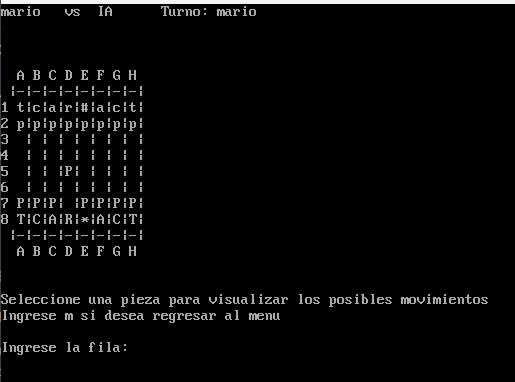 mario   vs  IA      Turno: mario
  A B C D E F G H
 |-|-|-|-|-|-|-|-|
1 t|c|a|r|#|a|c|t|
2 p|p|p|p|p|p|p|p|
3  | | | | | | | |
4  | | | | | | | |
5  | | |P| | | | |
6  | | | | | | | |
7 P|P|P| |P|P|P|P|
8 T|C|A|R|*|A|C|T|
 |-|-|-|-|-|-|-|-|
  A B C D E F G H
Seleccione una pieza para visualizar los posibles movimientos
Ingrese m si desea regresar al menu
Ingrese la fila: